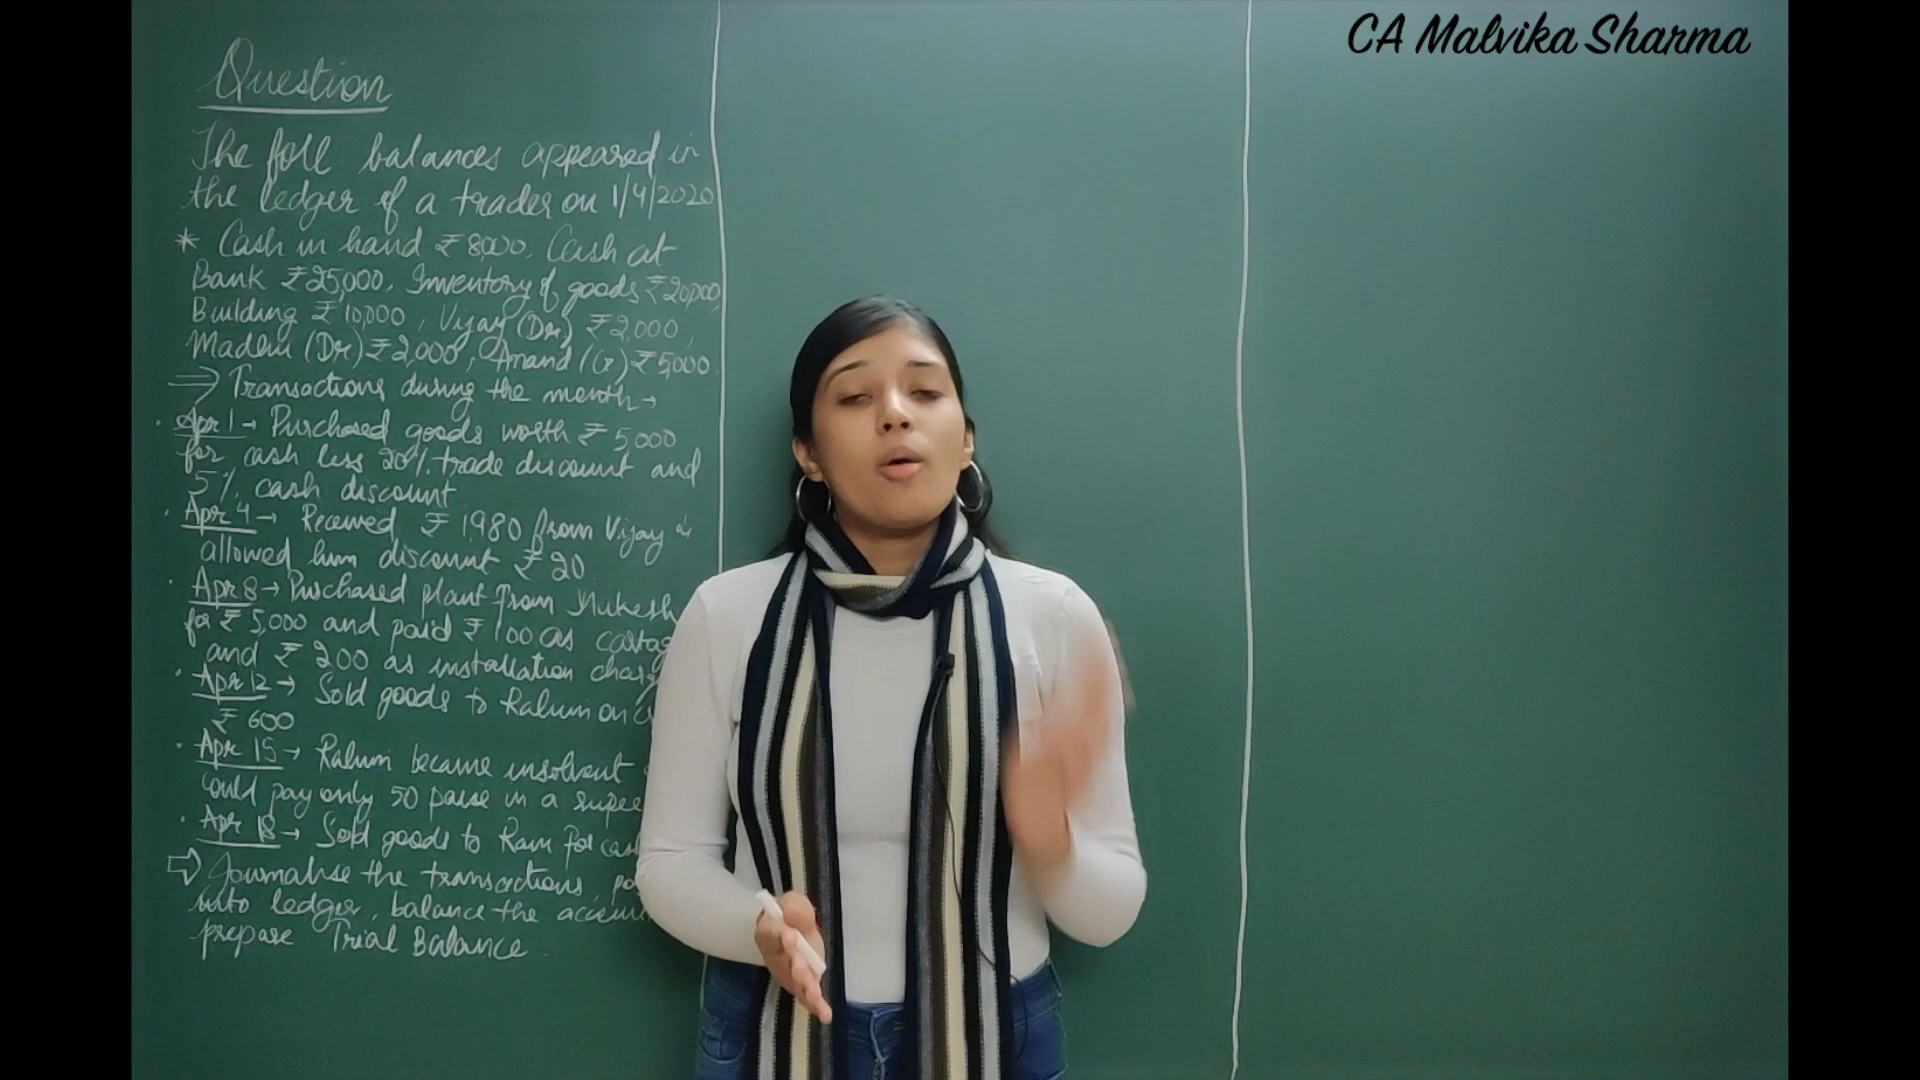 CA Malvika Sharma
Question
The foll balances appeared in
the ledger of a trader on 1/4/2020
* Cash in hand ₹ 8,000, Cash at
Bank ₹ 25,000, Inventory of goods ₹ 20,000,
Building ₹ 10,000, Vijay (Dr) ₹ 2,000,
(Dr) ₹ 2,000, Anand (Cr) ₹ 5,000.
⇒ Transactions during the month →
· Apr 1 → Purchased goods worth ₹ 5,000
for cash less 20% trade discount and
5% cash discount
· Apr 4 → Received ₹ 1,980 from Vijay &
allowed him discount ₹ 20
· Apr 8 → Purchased plant from Mukesh
for ₹ 5,000 and paid ₹ 100 as
and ₹ 200 as installation
· Apr 12 → Sold goods to Rahim on
₹ 600
· Apr 15 → Rahim became insolvent
could pay only 50 paise in a rupee
· Apr 18 → Sold goods to Ram for
⇨ Journalise the transactions,
into ledger, balance the
prepare Trial Balance.